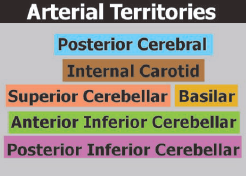 Arterial Territories
Posterior Cerebral
Internal Carotid
Superior Cerebellar Basilar
Anterior Inferior Cerebellar
Posterior Inferior Cerebellar